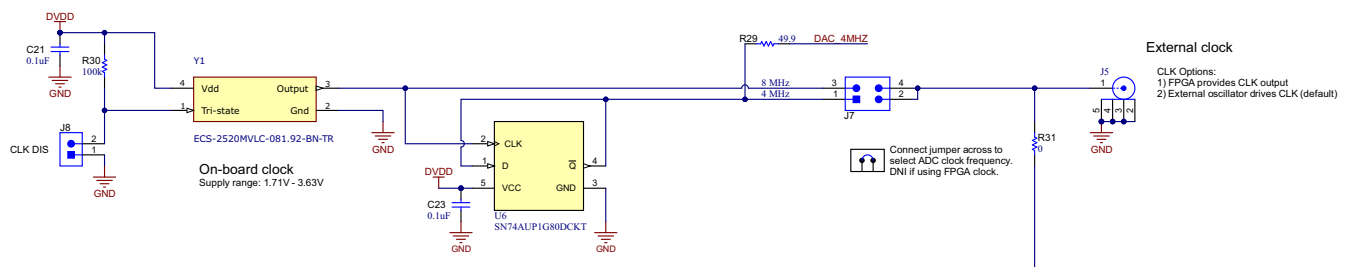 DVDD
C21
0.1uF
GND
R30
100k
J8
2
1
CLK DIS
GND
Y1
4 Vdd Output 3
1 Tri-state Gnd 2
ECS-2520MVLC-081.92-BN-TR
GND
On-board clock
Supply range: 1.71V - 3.63V
DVDD
C23
0.1uF
GND
2 CLK
1 D Q 4
5 VCC GND 3
U6
SN74AUP1G80DCKT
GND
R29 49.9 DAC_4MHZ
8 MHz 3 4
4 MHz 1 2
J7
Connect jumper across to
select ADC clock frequency.
DNI if using FPGA clock.
R31
0
External clock
J5
1
5 4 3 2
GND
CLK Options:
1) FPGA provides CLK output
2) External oscillator drives CLK (default)